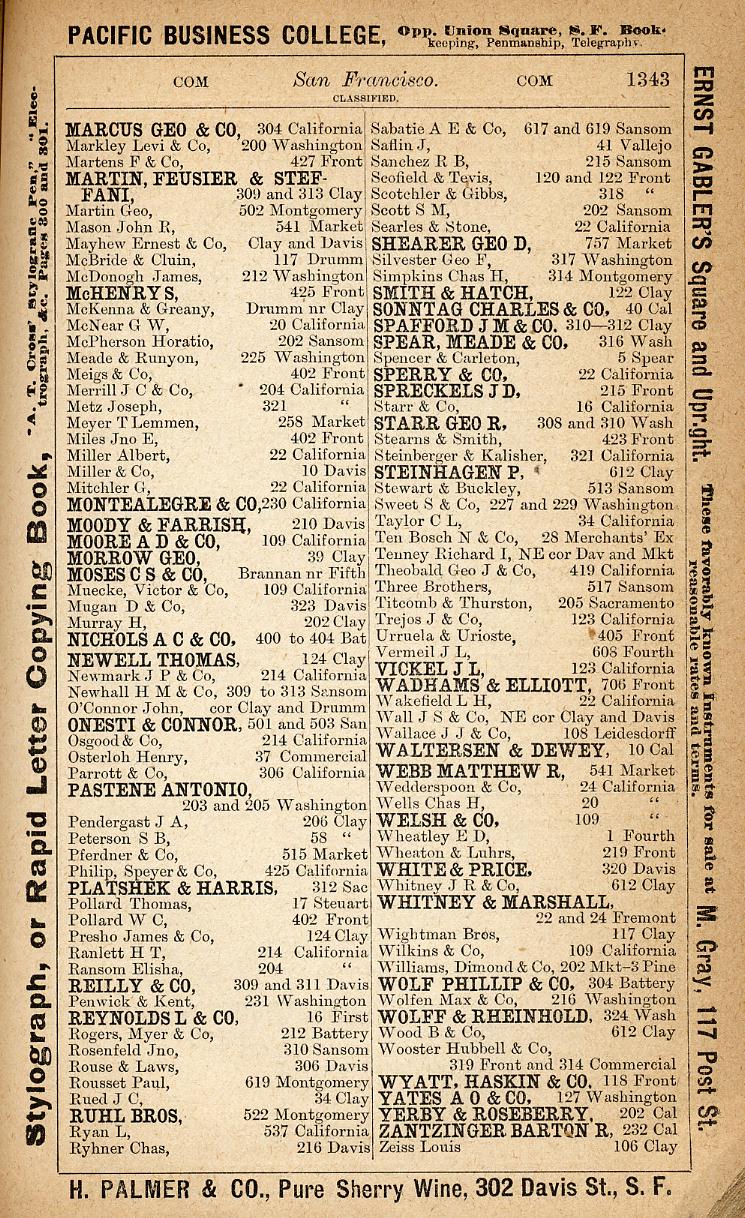 PACIFIC BUSINESS COLLEGE, Opp. Union Square, S. F. Book-
keeping, Penmanship, Telegraphy.
COM San Francisco. COM 1343
CLASSIFIED.
MARCUS GEO & CO, 304 California
Markley Levi & Co, 200 Washington
Martens F & Co, 427 Front
MARTIN, FEUSIER & STEF-
FANI, 309 and 313 Clay
Martin Geo, 502 Montgomery
Mason John R, 541 Market
Mayhew Ernest & Co, Clay and Davis
McBride & Cluin, 117 Drumm
McDonogh James, 212 Washington
McHENRY S, 425 Front
McKenna & Greany, Drumm nr Clay
McNear G W, 20 California
McPherson Horatio, 202 Sansom
Meade & Runyon, 225 Washington
Meigs & Co, 402 Front
Merrill J C & Co, 204 California
Metz Joseph, 321 "
Meyer T Lemmen, 258 Market
Miles Jno E, 402 Front
Miller Albert, 22 California
Miller & Co, 10 Davis
Mitchler G, 22 California
MONTEALEGRE & CO, 230 California
MOODY & FARRISH, 210 Davis
MOORE A D & CO, 109 California
MORROW GEO, 39 Clay
MOSES C S & CO, Brannan nr Fifth
Muecke, Victor & Co, 109 California
Mugan D & Co, 323 Davis
Murray H, 202 Clay
NICHOLS A C & CO. 400 to 404 Bat
NEWELL THOMAS, 124 Clay
Newmark J P & Co, 214 California
Newhall H M & Co, 309 to 313 Sansom
O'Connor John, cor Clay and Drumm
ONESTI & CONNOR, 501 and 503 San
Osgood & Co, 214 California
Osterloh Henry, 37 Commercial
Parrott & Co, 306 California
PASTENE ANTONIO,
203 and 205 Washington
Pendergast J A, 206 Clay
Peterson S B, 58 "
Pferdner & Co, 515 Market
Philip, Speyer & Co, 425 California
PLATSHEK & HARRIS, 312 Sac
Pollard Thomas, 17 Steuart
Pollard W C, 402 Front
Presho James & Co, 124 Clay
Ranlett H T, 214 California
Ransom Elisha, 204 "
REILLY & CO, 309 and 311 Davis
Penwick & Kent, 231 Washington
REYNOLDS L & CO, 16 First
Rogers, Myer & Co, 212 Battery
Rosenfeld Jno, 310 Sansom
Rouse & Laws, 306 Davis
Rousset Paul, 619 Montgomery
Rued J C, 34 Clay
RUHL BROS, 522 Montgomery
Ryan L, 537 California
Ryhner Chas, 216 Davis
Sabatie A E & Co, 617 and 619 Sansom
Saflin J, 41 Vallejo
Sanchez R B, 215 Sansom
Scofield & Tevis, 120 and 122 Front
Scotchler & Gibbs, 318 "
Scott S M, 202 Sansom
Searles & Stone, 22 California
SHEARER GEO D, 757 Market
Silvester Geo F, 317 Washington
Simpkins Chas H, 314 Montgomery
SMITH & HATCH, 122 Clay
SONNTAG CHARLES & CO. 40 Cal
SPAFFORD J M & CO. 310—312 Clay
SPEAR, MEADE & CO. 316 Wash
Spencer & Carleton, 5 Spear
SPERRY & CO, 22 California
SPRECKELS J D, 215 Front
Starr & Co, 16 California
STARR GEO R, 308 and 310 Wash
Stearns & Smith, 423 Front
Steinberger & Kalisher, 321 California
STEINHAGEN P, 612 Clay
Stewart & Buckley, 513 Sansom
Sweet S & Co, 227 and 229 Washington
Taylor C L, 34 California
Ten Bosch N & Co, 28 Merchants' Ex
Tenney Richard I, NE cor Dav and Mkt
Theobald Geo J & Co, 419 California
Three Brothers, 517 Sansom
Titcomb & Thurston, 205 Sacramento
Trejos J & Co, 123 California
Urruela & Urioste, 405 Front
Vermeil J L, 608 Fourth
VICKEL J L, 123 California
WADHAMS & ELLIOTT, 706 Front
Wakefield L H, 22 California
Wall J S & Co, NE cor Clay and Davis
Wallace J J & Co, 108 Leidesdorff
WALTERSEN & DEWEY, 10 Cal
WEBB MATTHEW R, 541 Market
Wedderspoon & Co, 24 California
Wells Chas H, 20 "
WELSH & CO, 109 "
Wheatley E D, 1 Fourth
Wheaton & Luhrs, 219 Front
WHITE & PRICE, 320 Davis
Whitney J R & Co, 612 Clay
WHITNEY & MARSHALL,
22 and 24 Fremont
Wightman Bros, 117 Clay
Wilkins & Co, 109 California
Williams, Dimond & Co, 202 Mkt–3 Pine
WOLF PHILLIP & CO. 304 Battery
Wolfen Max & Co, 216 Washington
WOLFF & RHEINHOLD, 324 Wash
Wood B & Co, 612 Clay
Wooster Hubbell & Co,
319 Front and 314 Commercial
WYATT, HASKIN & CO. 118 Front
YATES A O & CO. 127 Washington
YERBY & ROSEBERRY, 202 Cal
ZANTZINGER BARTON R, 232 Cal
Zeiss Louis 106 Clay
Stylograph, or Rapid Letter Copying Book, "A. T. Cross' Stylografic Pen," "Elec-
trograph, &c. Pages 300 and 301.
ERNST GABLER'S Square and Upright. These favorably known Instruments for sale at M. Gray, 117 Post St.
reasonable rates and terms.
H. PALMER & CO., Pure Sherry Wine, 302 Davis St., S. F.